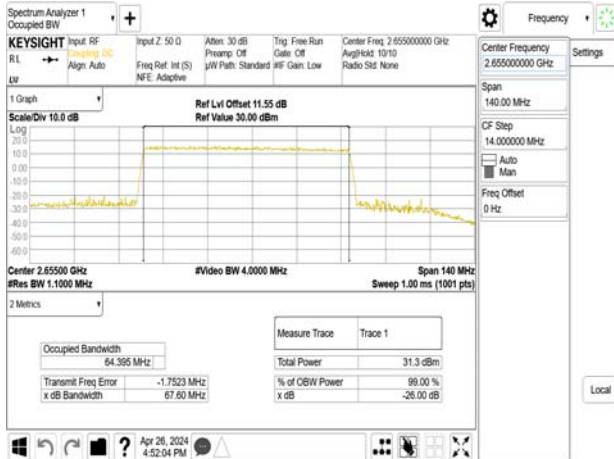 Spectrum Analyzer 1
Occupied BW
+
Frequency
KEYSIGHT Input: RF
RL Coupling: DC
Align: Auto
LXI
Input Z: 50 Ω
Freq Ref: Int (S)
NFE: Adaptive
Atten: 30 dB
Preamp: Off
µW Path: Standard
Trig: Free Run
Gate: Off
#IF Gain: Low
Center Freq: 2.655000000 GHz
Avg|Hold: 10/10
Radio Std: None
Center Frequency
2.655000000 GHz
Settings
Span
140.00 MHz
CF Step
14.000000 MHz
Auto
Man
Freq Offset
0 Hz
Local
1 Graph
Scale/Div 10.0 dB
Ref Lvl Offset 11.55 dB
Ref Value 30.00 dBm
Log
20.0
10.0
0.00
-10.0
-20.0
-30.0
-40.0
-50.0
-60.0
Center 2.65500 GHz
#Video BW 4.0000 MHz
Span 140 MHz
#Res BW 1.1000 MHz
Sweep 1.00 ms (1001 pts)
2 Metrics
Measure Trace Trace 1
Occupied Bandwidth
64.395 MHz
Total Power 31.3 dBm
Transmit Freq Error -1.7523 MHz
% of OBW Power 99.00 %
x dB Bandwidth 67.60 MHz
x dB -26.00 dB
?
Apr 26, 2024
4:52:04 PM